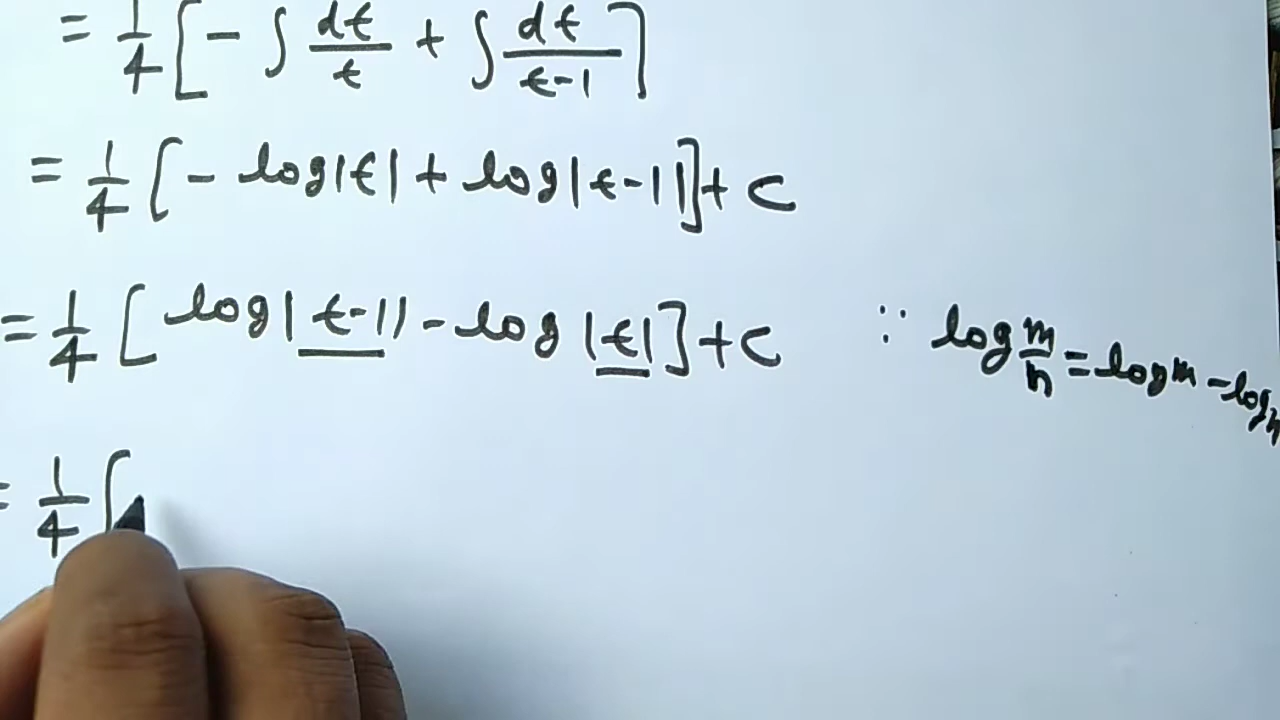 = 1/4 [ - ∫ dt/t + ∫ dt/t-1 ]
= 1/4 [ - log|t| + log|t-1| ] + c
= 1/4 [ log|t-1| - log|t| ] + c ∵ log m/n = log m - log n
= 1/4 [